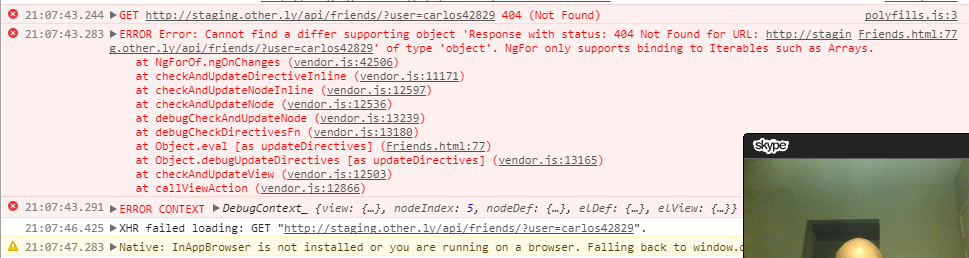 21:07:43.244 ▶GET http://staging.other.ly/api/friends/?user=carlos42829 404 (Not Found) polyfills.js:3
21:07:43.283 ▶ERROR Error: Cannot find a differ supporting object 'Response with status: 404 Not Found for URL: http://stagin Friends.html:77
g.other.ly/api/friends/?user=carlos42829' of type 'object'. NgFor only supports binding to Iterables such as Arrays.
at NgForOf.ngOnChanges (vendor.js:42506)
at checkAndUpdateDirectiveInline (vendor.js:11171)
at checkAndUpdateNodeInline (vendor.js:12597)
at checkAndUpdateNode (vendor.js:12536)
at debugCheckAndUpdateNode (vendor.js:13239)
at debugCheckDirectivesFn (vendor.js:13180)
at Object.eval [as updateDirectives] (Friends.html:77)
at Object.debugUpdateDirectives [as updateDirectives] (vendor.js:13165)
at checkAndUpdateView (vendor.js:12503)
at callViewAction (vendor.js:12866)
skype
21:07:43.291 ▶ERROR CONTEXT ▶DebugContext_ {view: {…}, nodeIndex: 5, nodeDef: {…}, elDef: {…}, elView: {…}}
21:07:46.425 ▶XHR failed loading: GET "http://staging.other.ly/api/friends/?user=carlos42829".
21:07:47.283 ▶Native: InAppBrowser is not installed or you are running on a browser. Falling back to window.